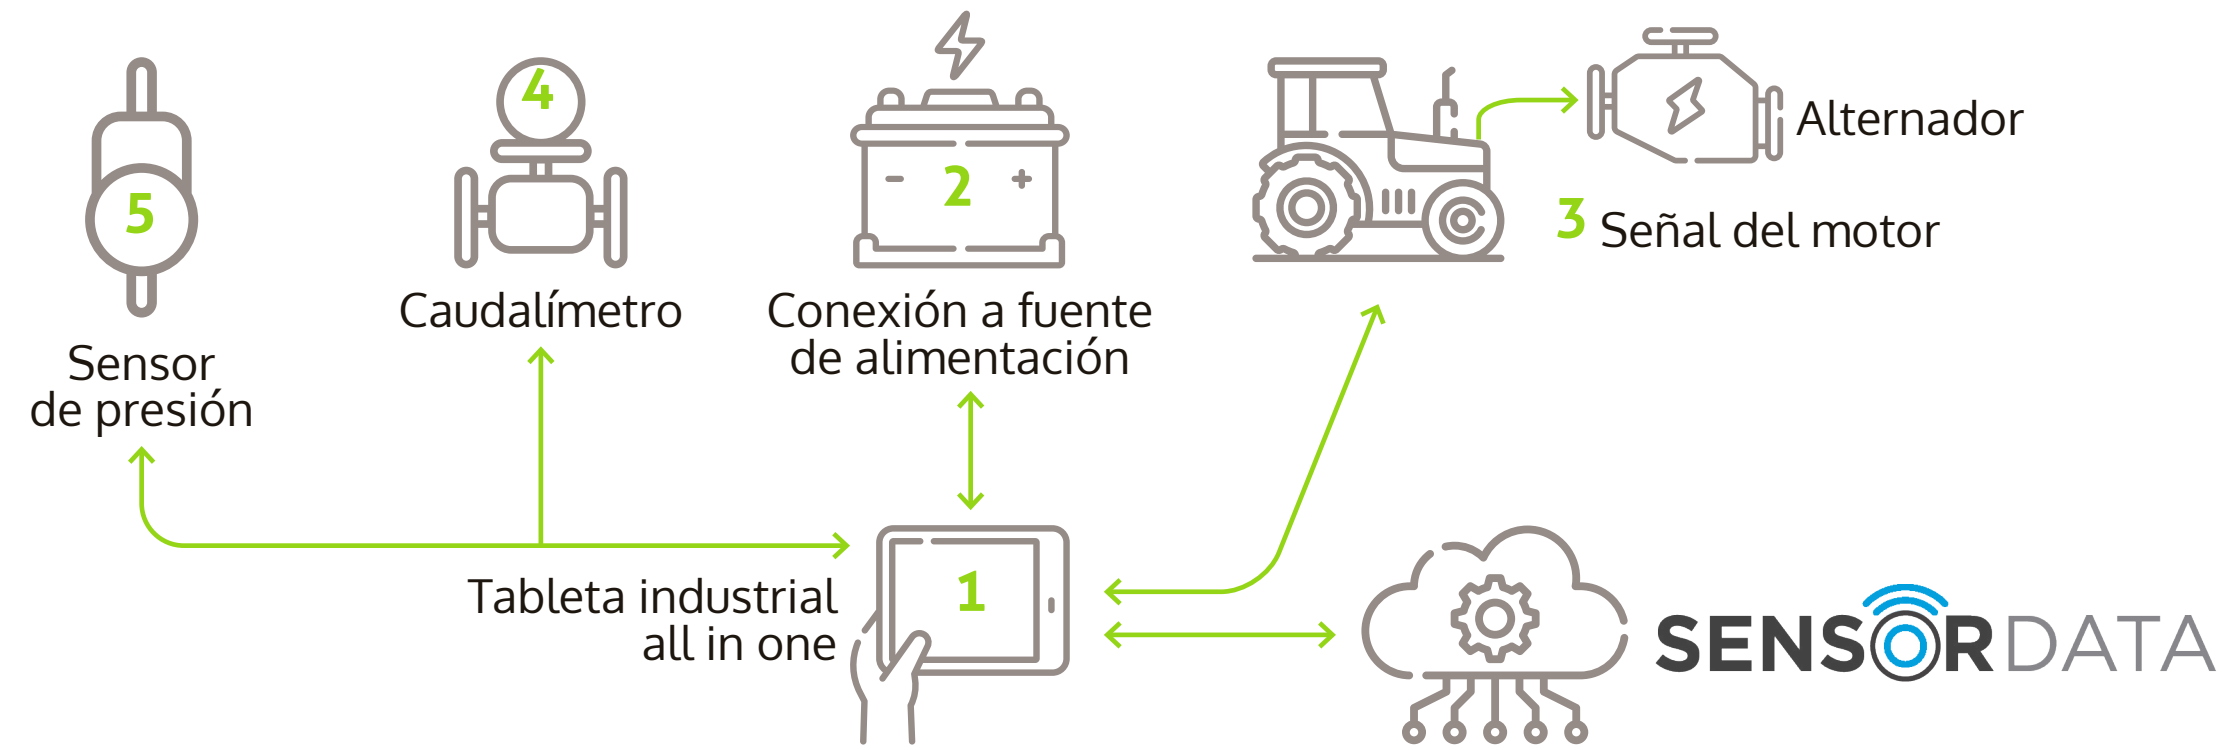 5
Sensor
de presión
4
Caudalímetro
2
- +
Conexión a fuente
de alimentación
Alternador
3 Señal del motor
Tableta industrial
all in one
1
SENSORDATA